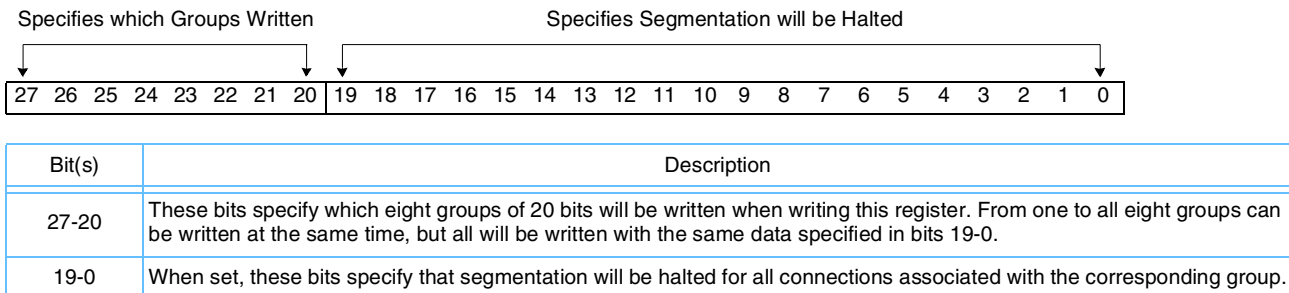 Specifies which Groups Written Specifies Segmentation will be Halted
27 26 25 24 23 22 21 20 19 18 17 16 15 14 13 12 11 10 9 8 7 6 5 4 3 2 1 0
Bit(s) Description
27-20 These bits specify which eight groups of 20 bits will be written when writing this register. From one to all eight groups can
be written at the same time, but all will be written with the same data specified in bits 19-0.
19-0 When set, these bits specify that segmentation will be halted for all connections associated with the corresponding group.